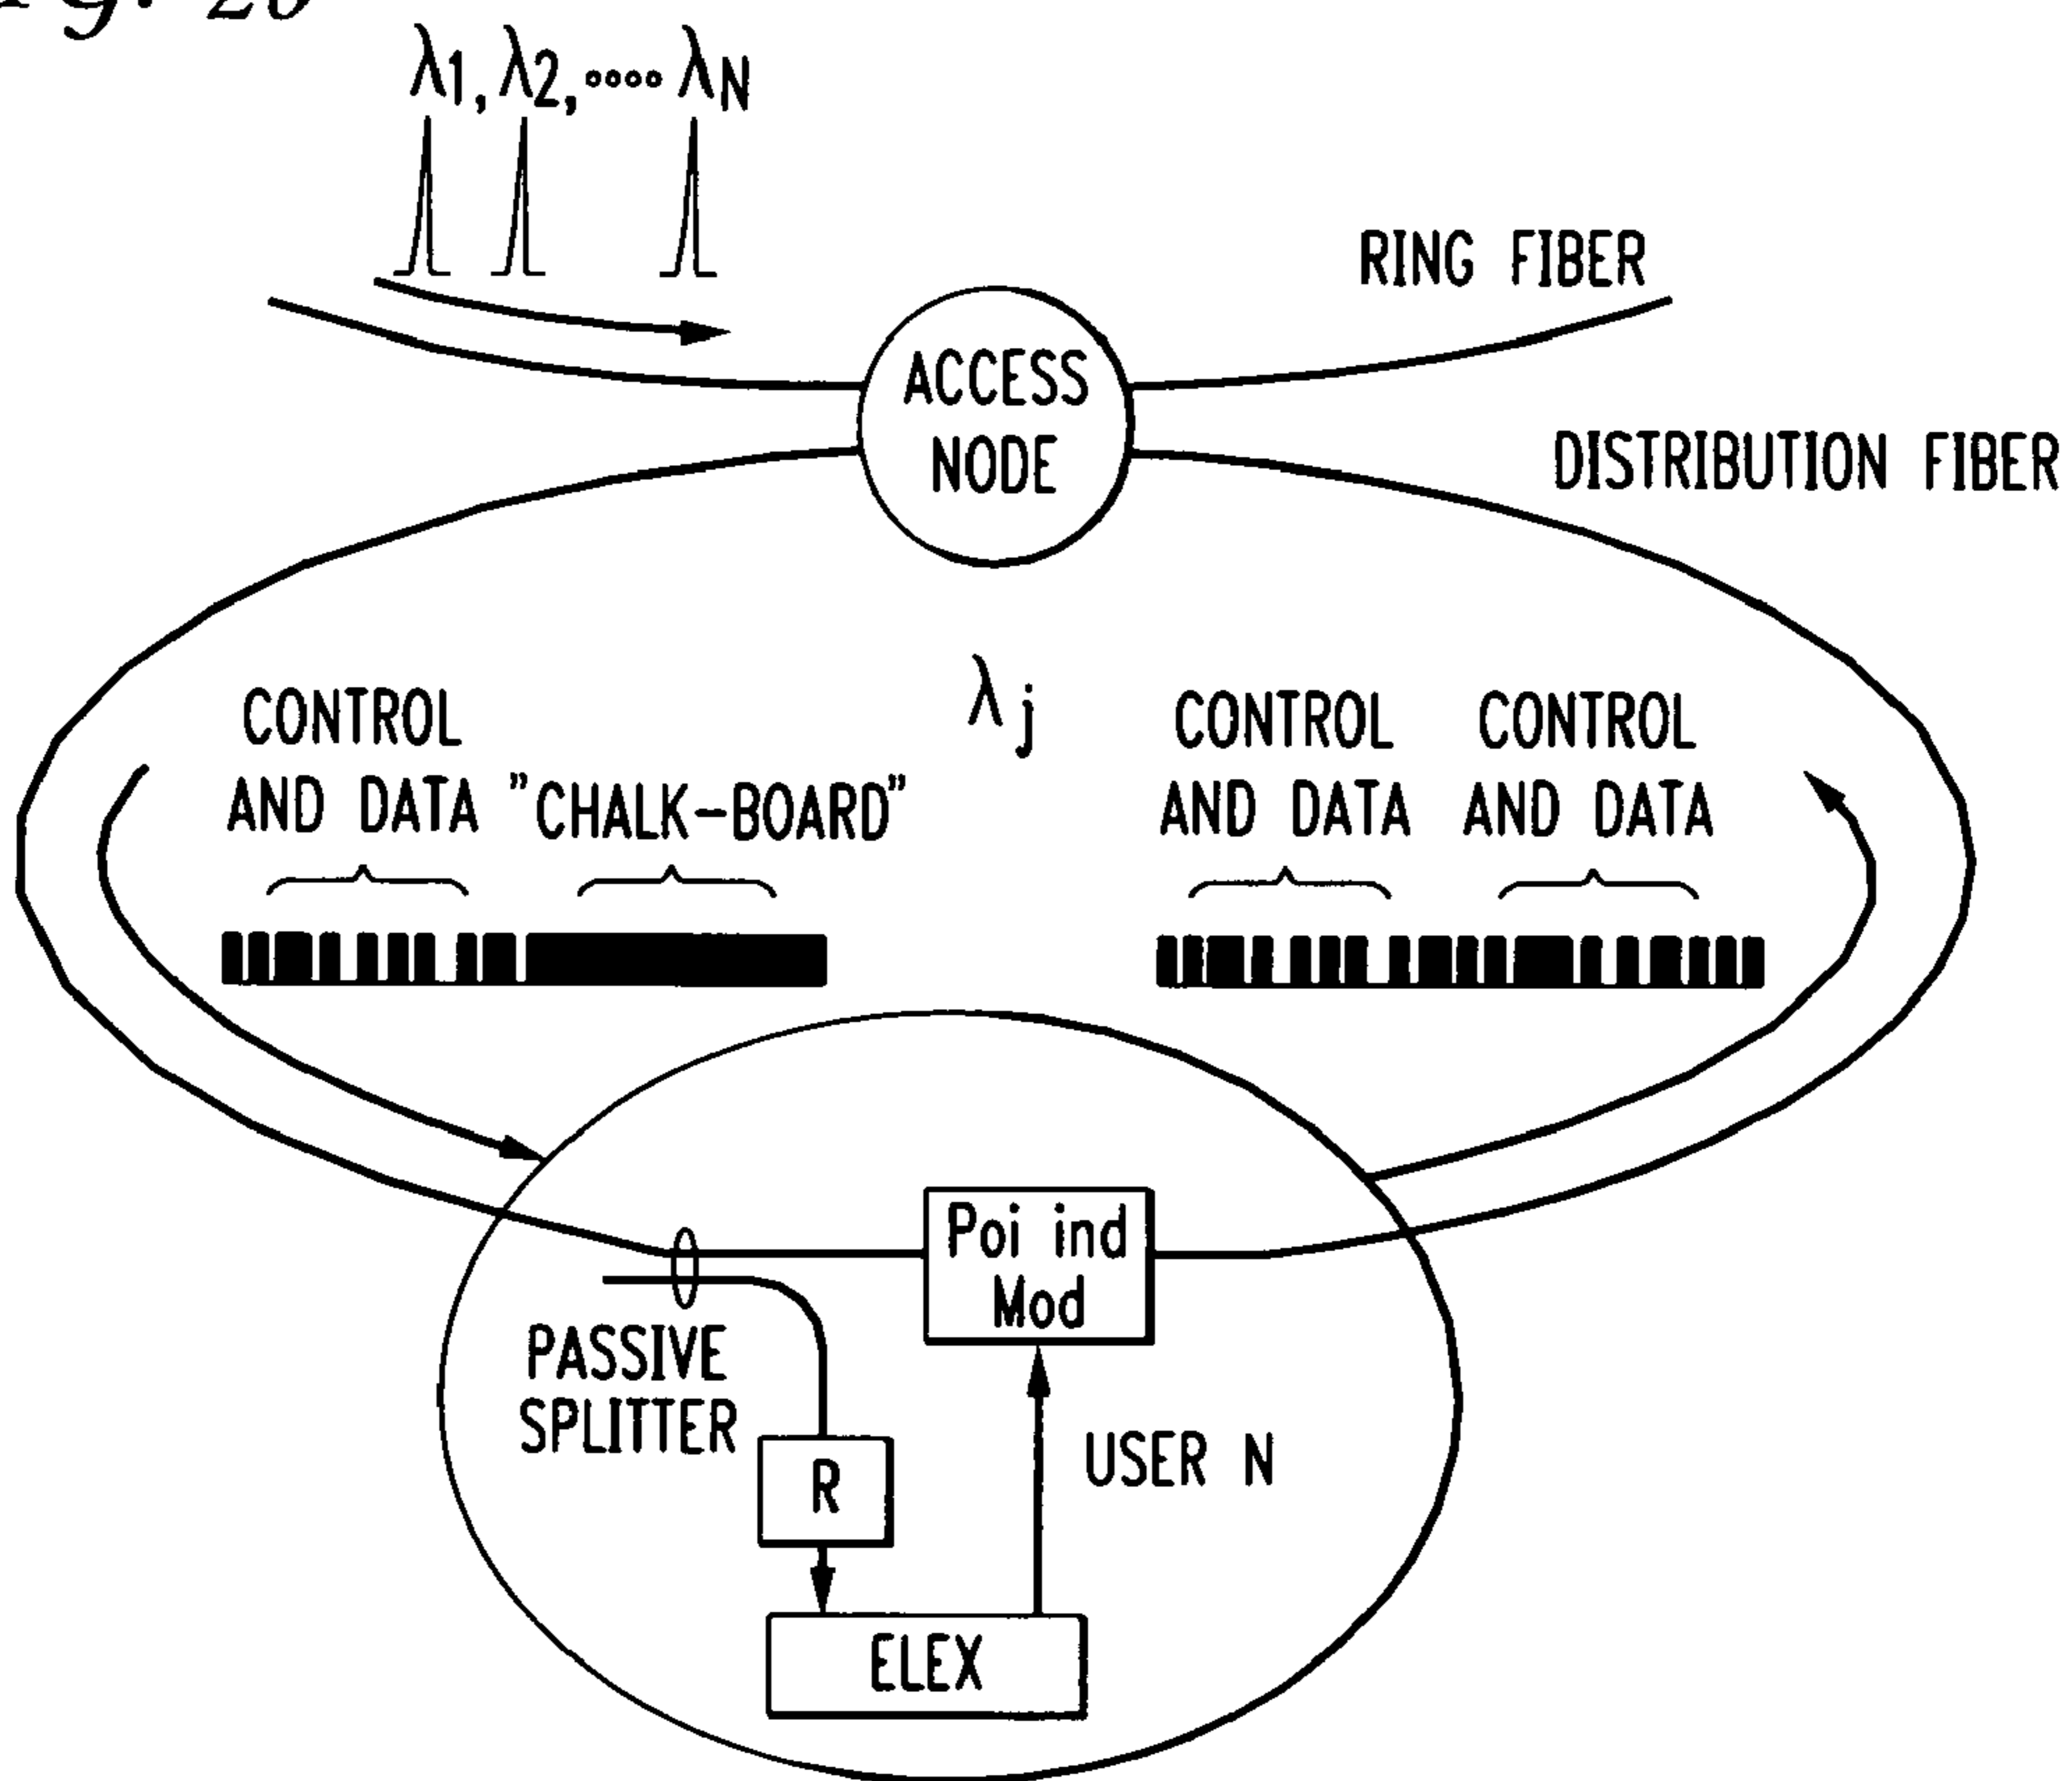 λ1, λ2,∘∘∘∘ λN
RING FIBER
ACCESS
NODE
DISTRIBUTION FIBER
λj
CONTROL
AND DATA
"CHALK-BOARD"
CONTROL
AND DATA
CONTROL
AND DATA
Poi ind
Mod
PASSIVE
SPLITTER
R
USER N
ELEX